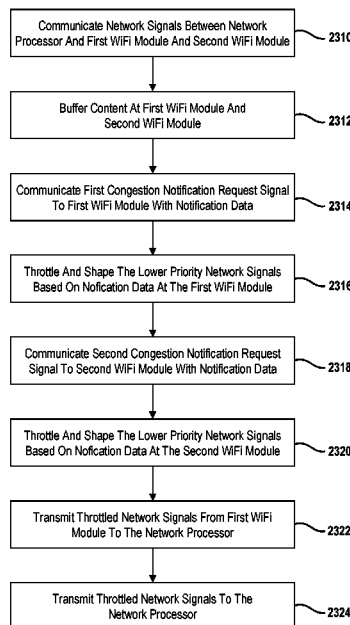 Communicate Network Signals Between Network
Processor And First WiFi Module And Second WiFi Module
2310
Buffer Content At First WiFi Module And
Second WiFi Module
2312
Communicate First Congestion Notification Request Signal
To First WiFi Module With Notification Data
2314
Throttle And Shape The Lower Priority Network Signals
Based On Nofication Data At The First WiFi Module
2316
Communicate Second Congestion Notification Request
Signal To Second WiFi Module With Notification Data
2318
Throttle And Shape The Lower Priority Network Signals
Based On Nofication Data At The Second WiFi Module
2320
Transmit Throttled Network Signals From First WiFi
Module To The Network Processor
2322
Transmit Throttled Network Signals To The
Network Processor
2324